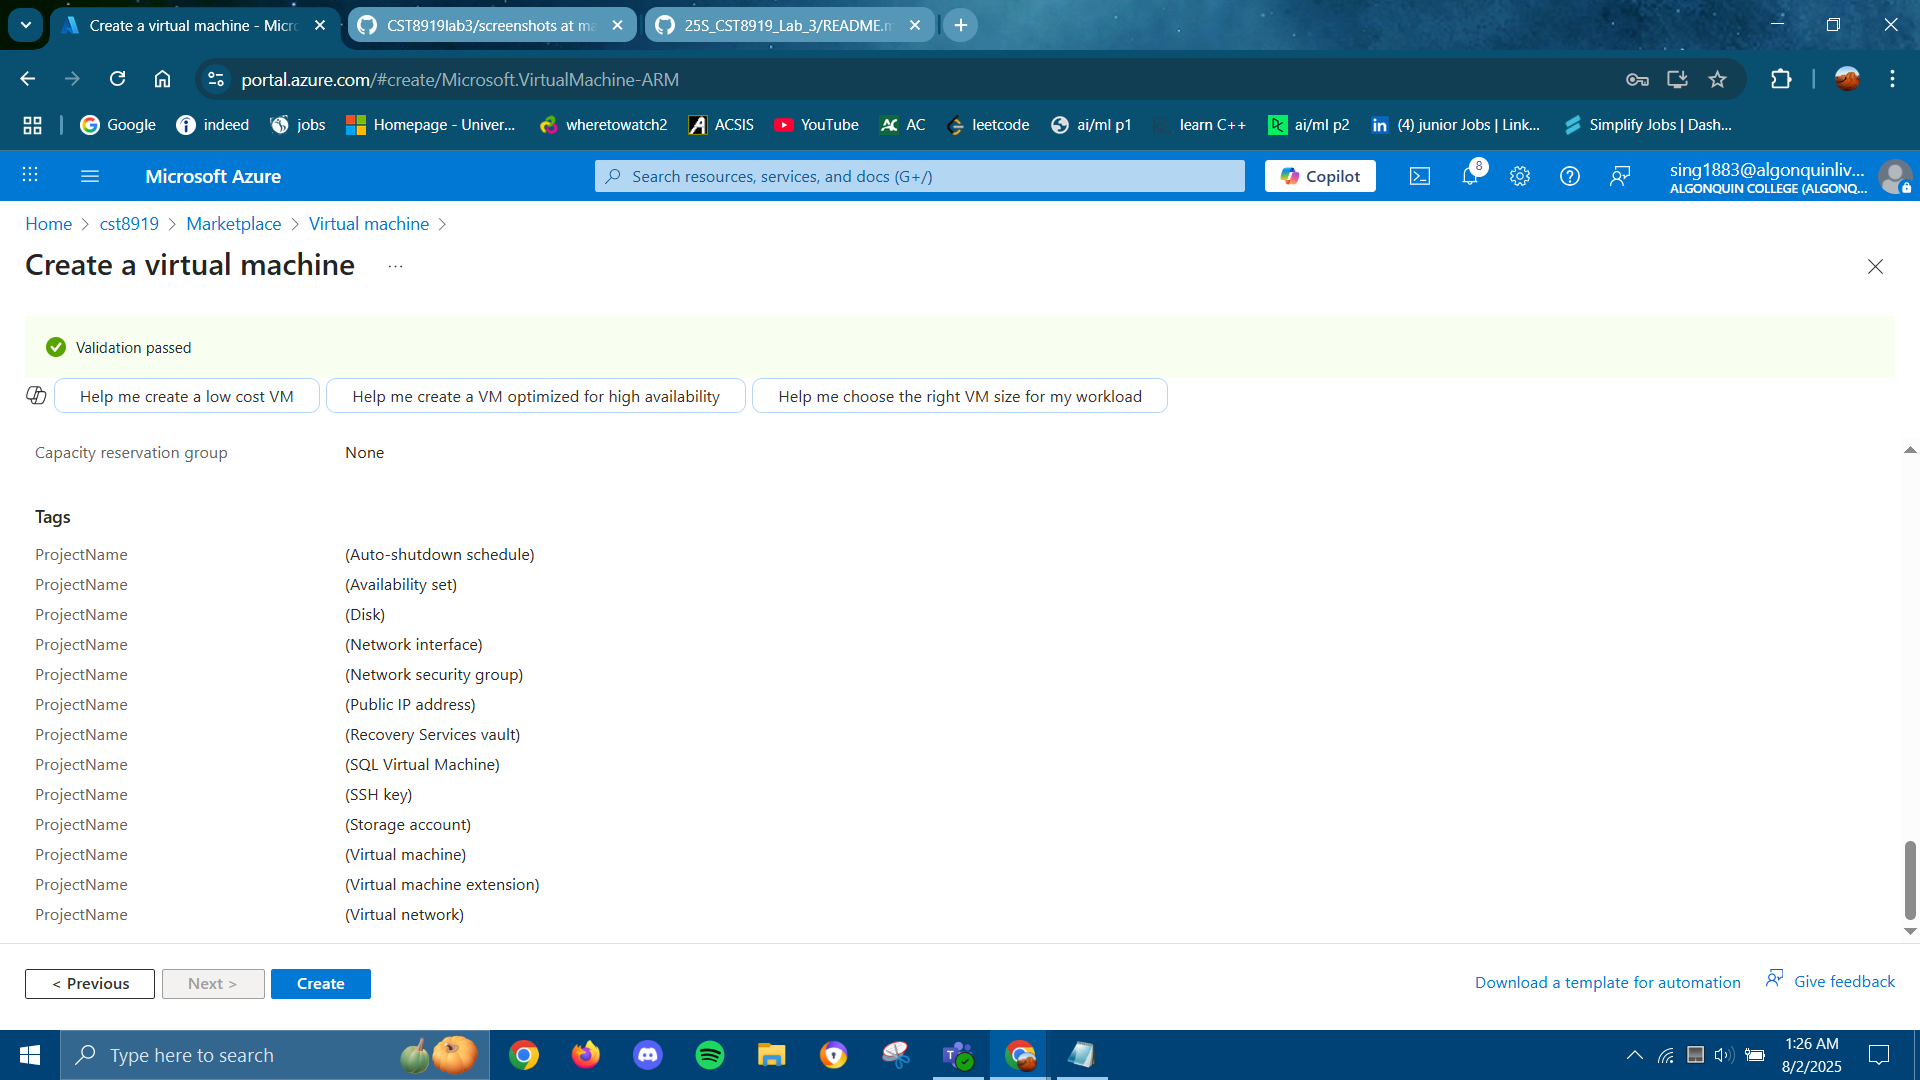 Create a virtual machine - Micro
CST8919lab3/screenshots at ma
25S_CST8919_Lab_3/README.m
portal.azure.com/#create/Microsoft.VirtualMachine-ARM
Google
indeed
jobs
Homepage - Univer...
wheretowatch2
ACSIS
YouTube
AC
leetcode
ai/ml p1
learn C++
ai/ml p2
(4) junior Jobs | Link...
Simplify Jobs | Dash...
Microsoft Azure
Search resources, services, and docs (G+/)
Copilot
8
sing1883@algonquinliv...
ALGONQUIN COLLEGE (ALGONQ...
Home > cst8919 > Marketplace > Virtual machine >
Create a virtual machine ...
Validation passed
Help me create a low cost VM
Help me create a VM optimized for high availability
Help me choose the right VM size for my workload
Capacity reservation group None
Tags
ProjectName (Auto-shutdown schedule)
ProjectName (Availability set)
ProjectName (Disk)
ProjectName (Network interface)
ProjectName (Network security group)
ProjectName (Public IP address)
ProjectName (Recovery Services vault)
ProjectName (SQL Virtual Machine)
ProjectName (SSH key)
ProjectName (Storage account)
ProjectName (Virtual machine)
ProjectName (Virtual machine extension)
ProjectName (Virtual network)
< Previous
Next >
Create
Download a template for automation
Give feedback
Type here to search
1:26 AM
8/2/2025